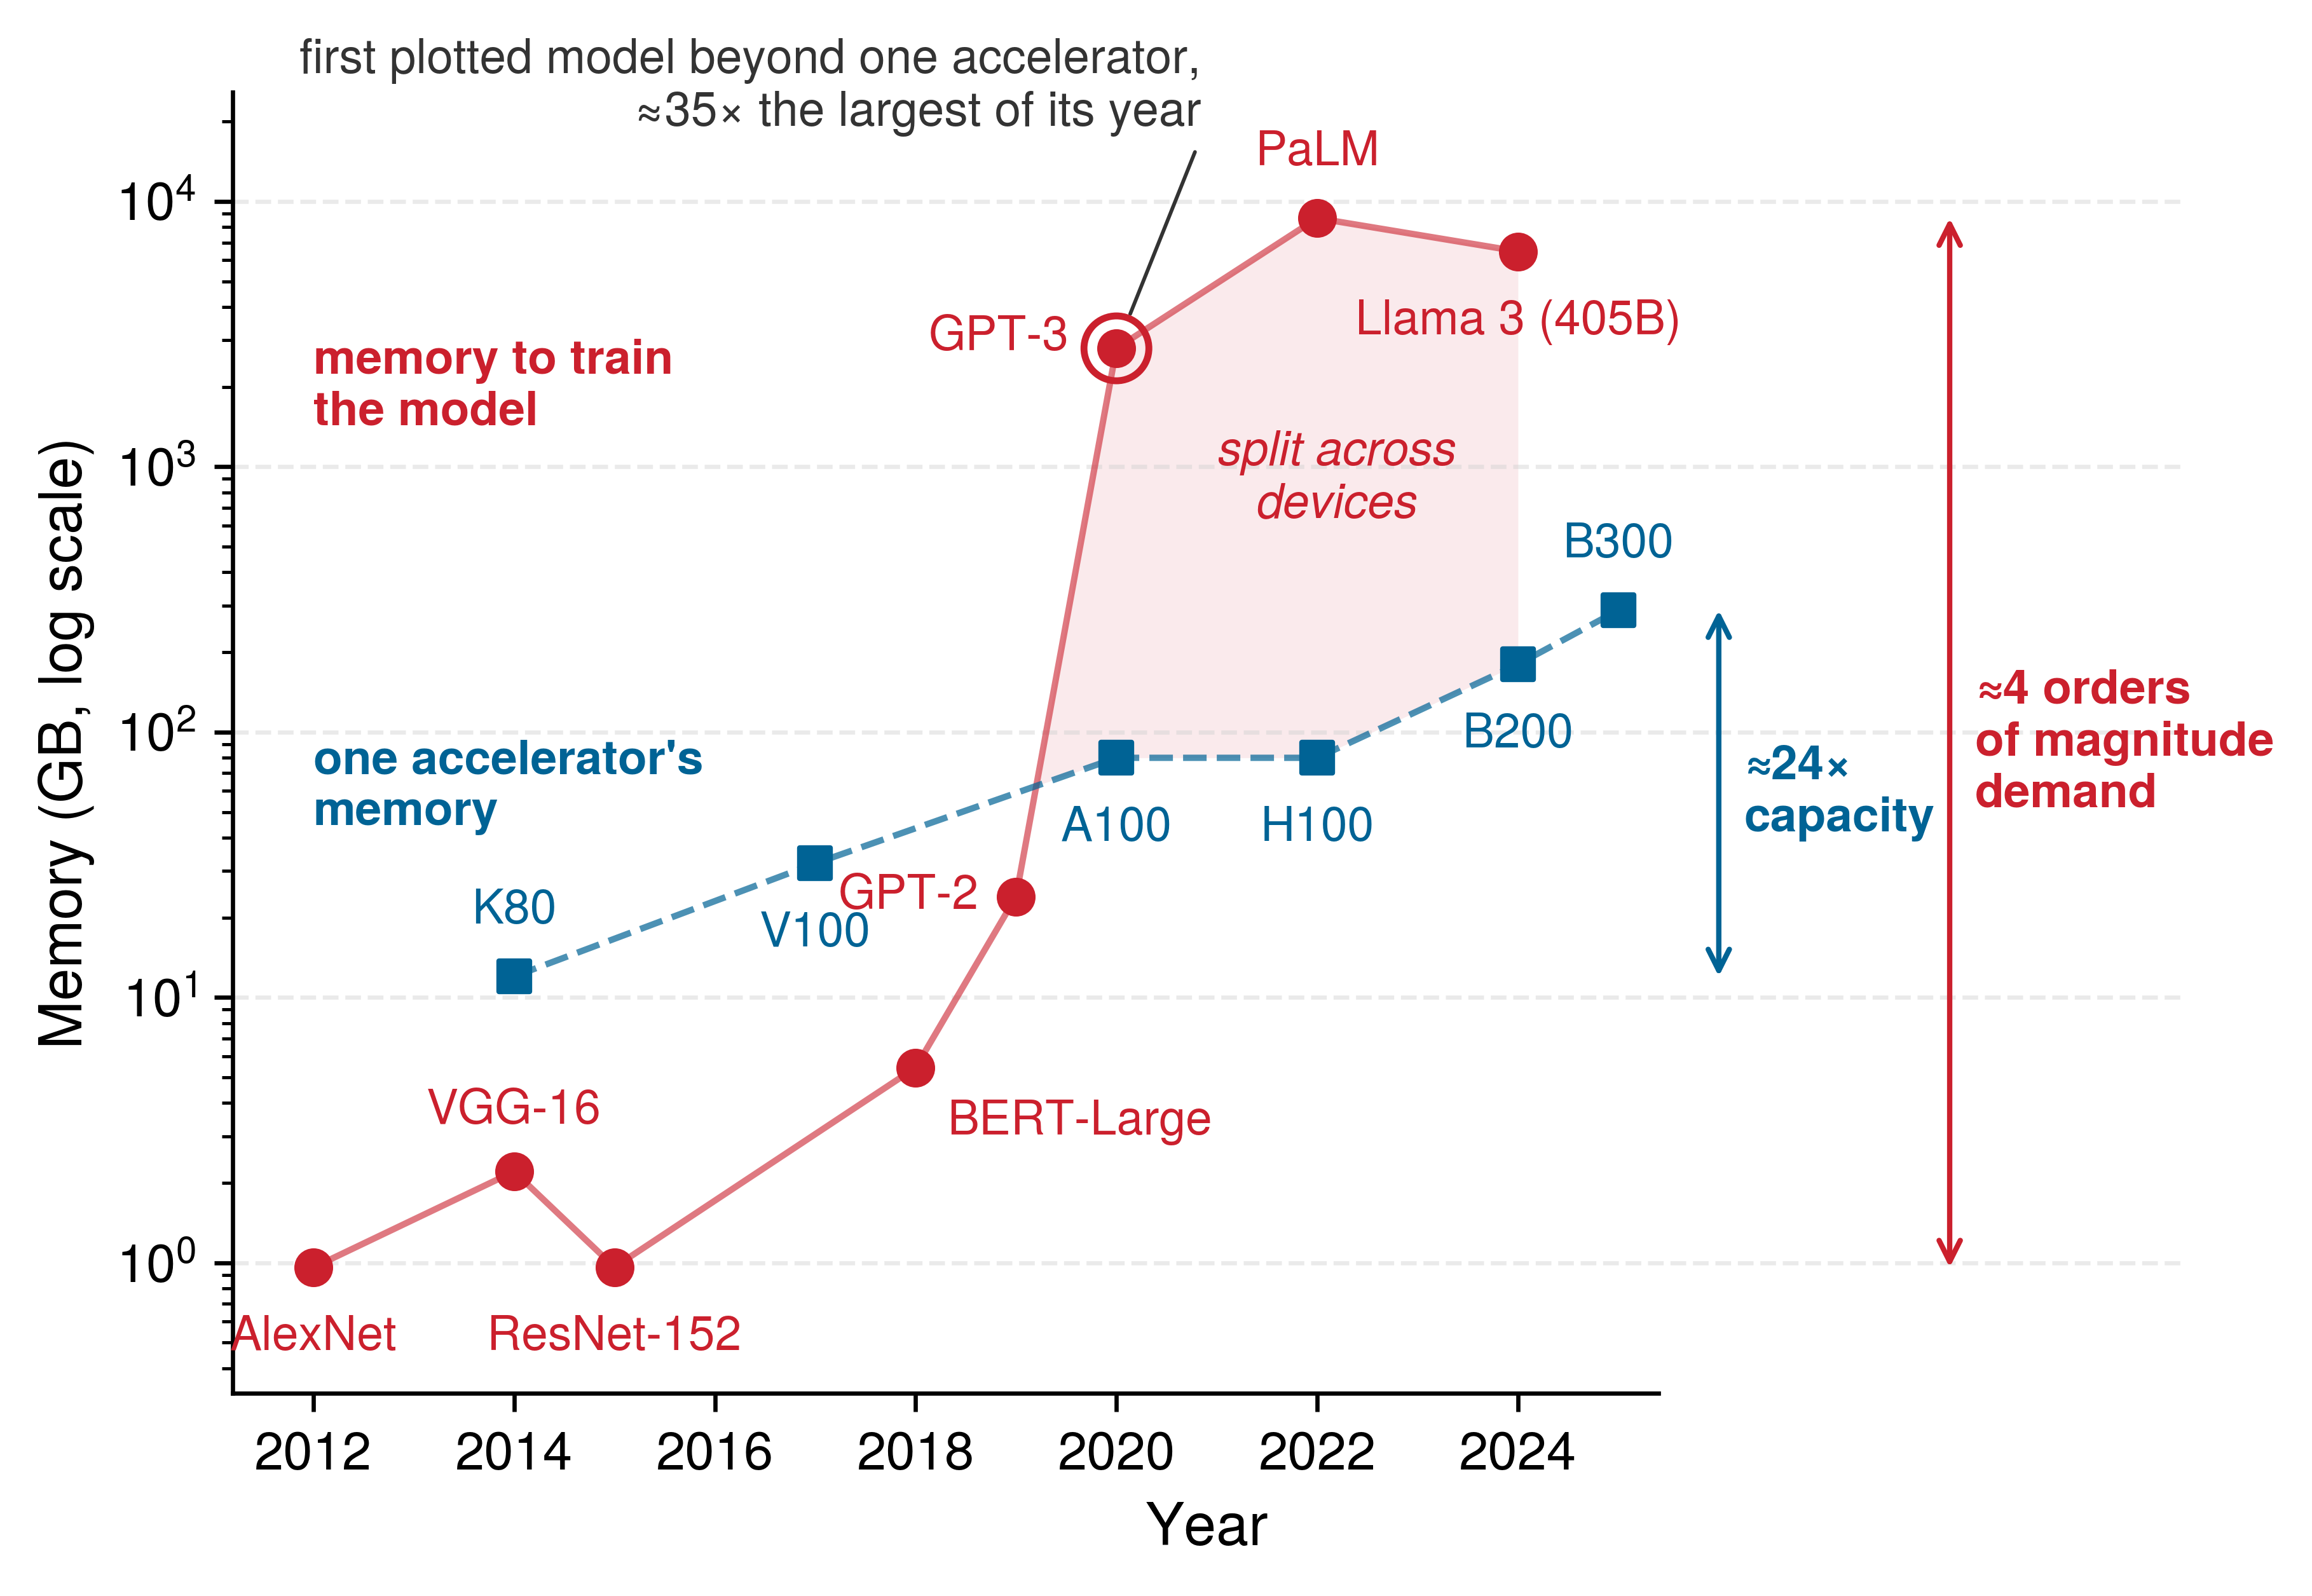 first plotted model beyond one accelerator,
≈35× the largest of its year
PaLM
10⁴
GPT-3
Llama 3 (405B)
memory to train
the model
split across
devices
10³
B300
≈4 orders
of magnitude
demand
B200
10²
one accelerator's
memory
≈24×
capacity
A100
H100
K80
GPT-2
V100
10¹
VGG-16
BERT-Large
10⁰
AlexNet
ResNet-152
Memory (GB, log scale)
2012
2014
2016
2018
2020
2022
2024
Year